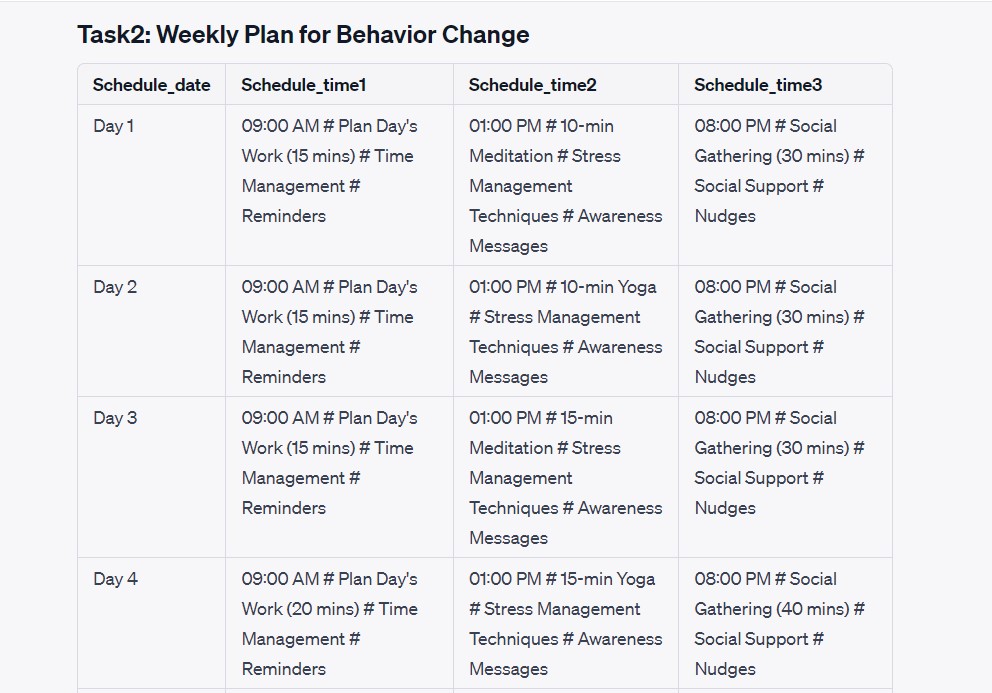 Task2: Weekly Plan for Behavior Change
Schedule_date
Schedule_time1
Schedule_time2
Schedule_time3
Day 1
09:00 AM # Plan Day's
Work (15 mins) # Time
Management #
Reminders
01:00 PM # 10-min
Meditation # Stress
Management
Techniques # Awareness
Messages
08:00 PM # Social
Gathering (30 mins) #
Social Support #
Nudges
Day 2
09:00 AM # Plan Day's
Work (15 mins) # Time
Management #
Reminders
01:00 PM # 10-min Yoga
# Stress Management
Techniques # Awareness
Messages
08:00 PM # Social
Gathering (30 mins) #
Social Support #
Nudges
Day 3
09:00 AM # Plan Day's
Work (15 mins) # Time
Management #
Reminders
01:00 PM # 15-min
Meditation # Stress
Management
Techniques # Awareness
Messages
08:00 PM # Social
Gathering (30 mins) #
Social Support #
Nudges
Day 4
09:00 AM # Plan Day's
Work (20 mins) # Time
Management #
Reminders
01:00 PM # 15-min Yoga
# Stress Management
Techniques # Awareness
Messages
08:00 PM # Social
Gathering (40 mins) #
Social Support #
Nudges